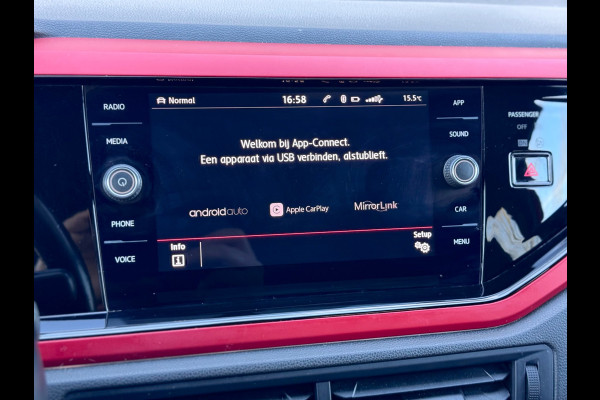 RADIO
MEDIA
PHONE
VOICE
Normal 16:58 15.5°C
Welkom bij App-Connect.
Een apparaat via USB verbinden, alstublieft.
androidauto Apple CarPlay MirrorLink
Setup
Info
APP
SOUND
CAR
MENU
PASSENGER
OFF